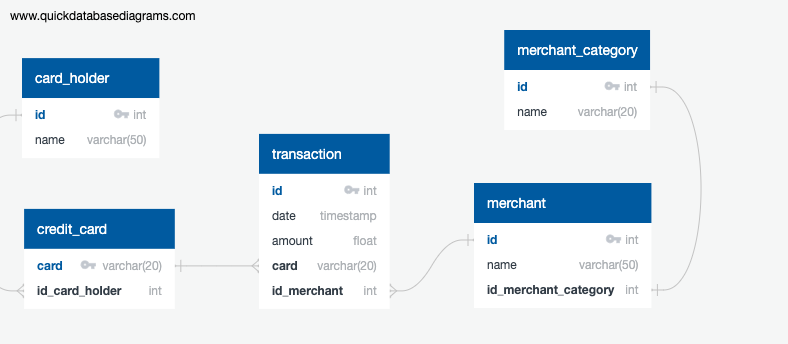 www.quickdatabasediagrams.com
card_holder
id int
name varchar(50)
credit_card
card varchar(20)
id_card_holder int
transaction
id int
date timestamp
amount float
card varchar(20)
id_merchant int
merchant_category
id int
name varchar(20)
merchant
id int
name varchar(50)
id_merchant_category int